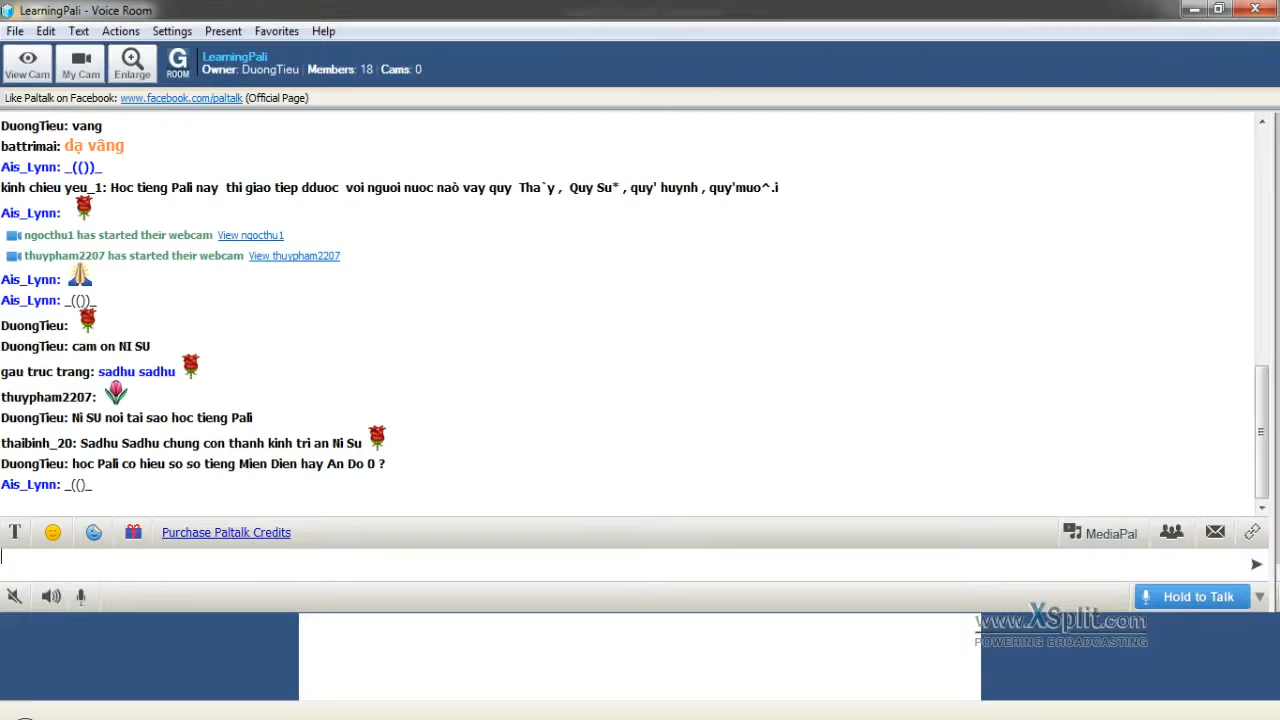 LearningPali - Voice Room
File Edit Text Actions Settings Present Favorites Help
View Cam My Cam Enlarge G ROOM LearningPali
Owner: DuongTieu Members: 18 Cams: 0
Like Paltalk on Facebook: www.facebook.com/paltalk (Official Page)
DuongTieu: vang
battrimai: dạ vâng
Ais_Lynn: _(())_
kinh chieu yeu_1: Hoc tieng Pali nay thi giao tiep dduoc voi nguoi nuoc naò vay quy Tha`y , Quy Su* , quy' huynh , quy'muo^.i
Ais_Lynn:
ngocthu1 has started their webcam View ngocthu1
thuypham2207 has started their webcam View thuypham2207
Ais_Lynn:
Ais_Lynn: _(())_
DuongTieu:
DuongTieu: cam on NI SU
gau truc trang: sadhu sadhu
thuypham2207:
DuongTieu: Ni SU noi tai sao hoc tieng Pali
thaibinh_20: Sadhu Sadhu chung con thanh kinh tri an Ni Su
DuongTieu: hoc Pali co hieu so so tieng Mien Dien hay An Do 0 ?
Ais_Lynn: _(()_
T Purchase Paltalk Credits MediaPal
Hold to Talk
www.XSplit.com
POWERING BROADCASTING